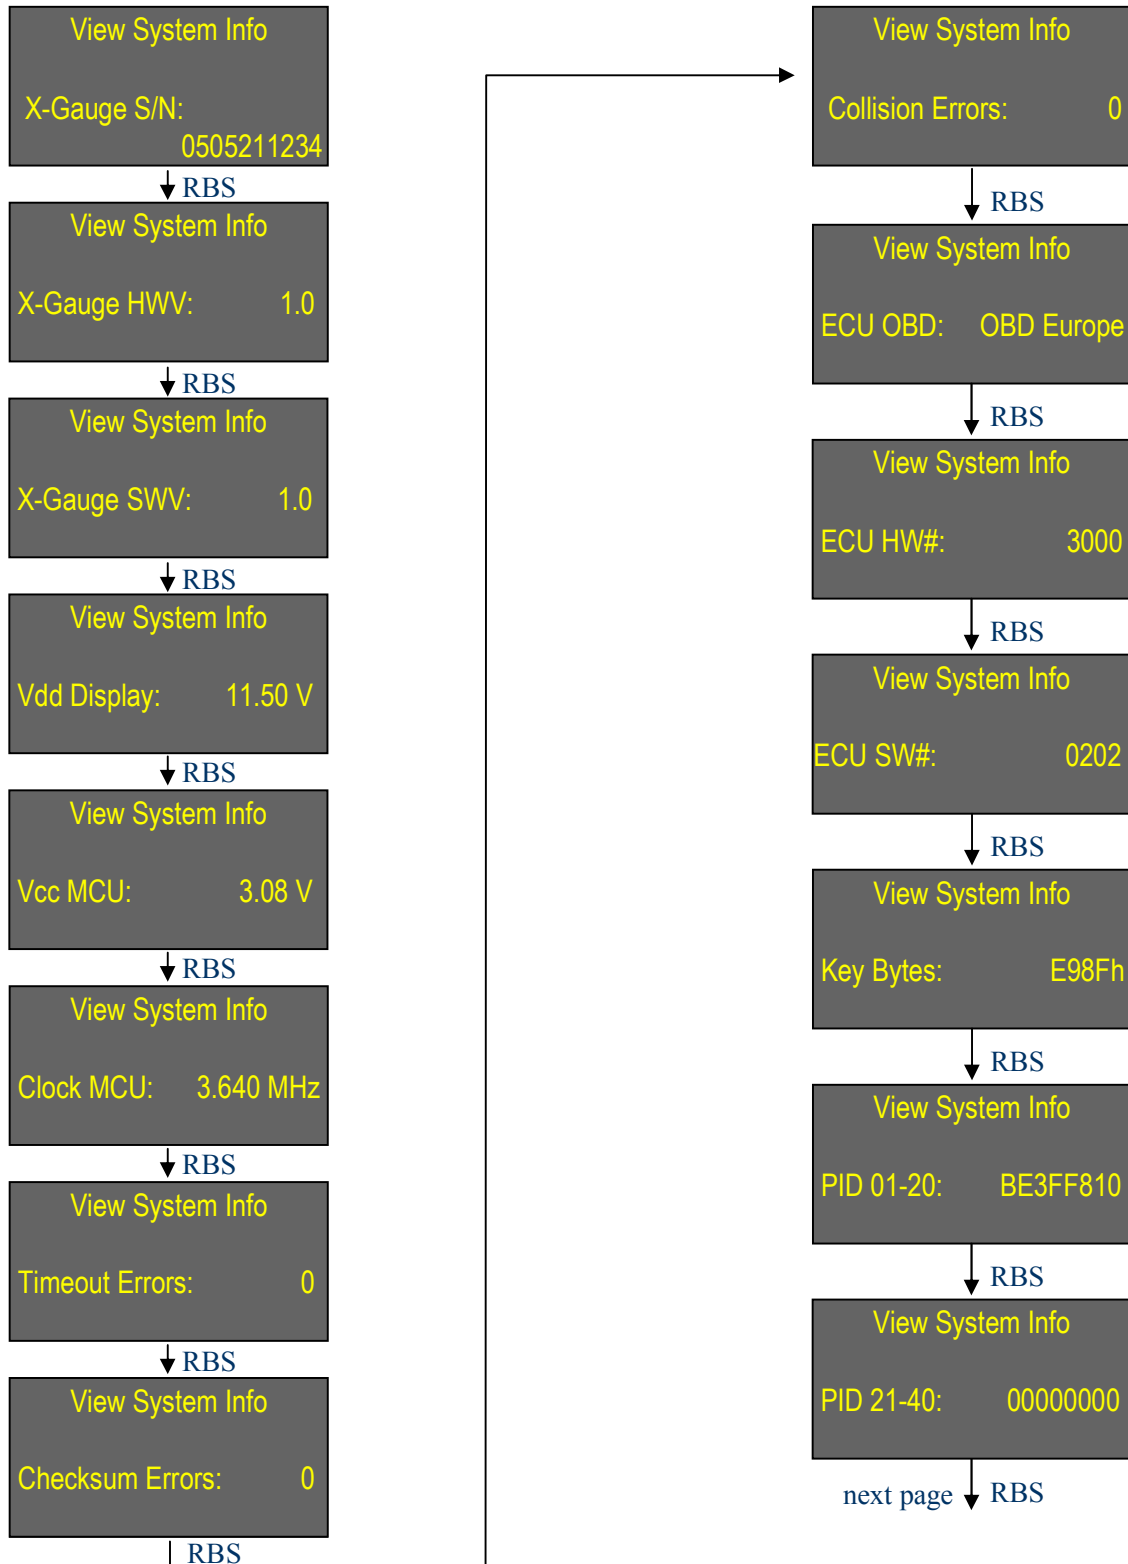 View System Info
X-Gauge S/N:
0505211234
RBS
View System Info
X-Gauge HWV: 1.0
RBS
View System Info
X-Gauge SWV: 1.0
RBS
View System Info
Vdd Display: 11.50 V
RBS
View System Info
Vcc MCU: 3.08 V
RBS
View System Info
Clock MCU: 3.640 MHz
RBS
View System Info
Timeout Errors: 0
RBS
View System Info
Checksum Errors: 0
RBS
View System Info
Collision Errors: 0
RBS
View System Info
ECU OBD: OBD Europe
RBS
View System Info
ECU HW#: 3000
RBS
View System Info
ECU SW#: 0202
RBS
View System Info
Key Bytes: E98Fh
RBS
View System Info
PID 01-20: BE3FF810
RBS
View System Info
PID 21-40: 00000000
next page RBS